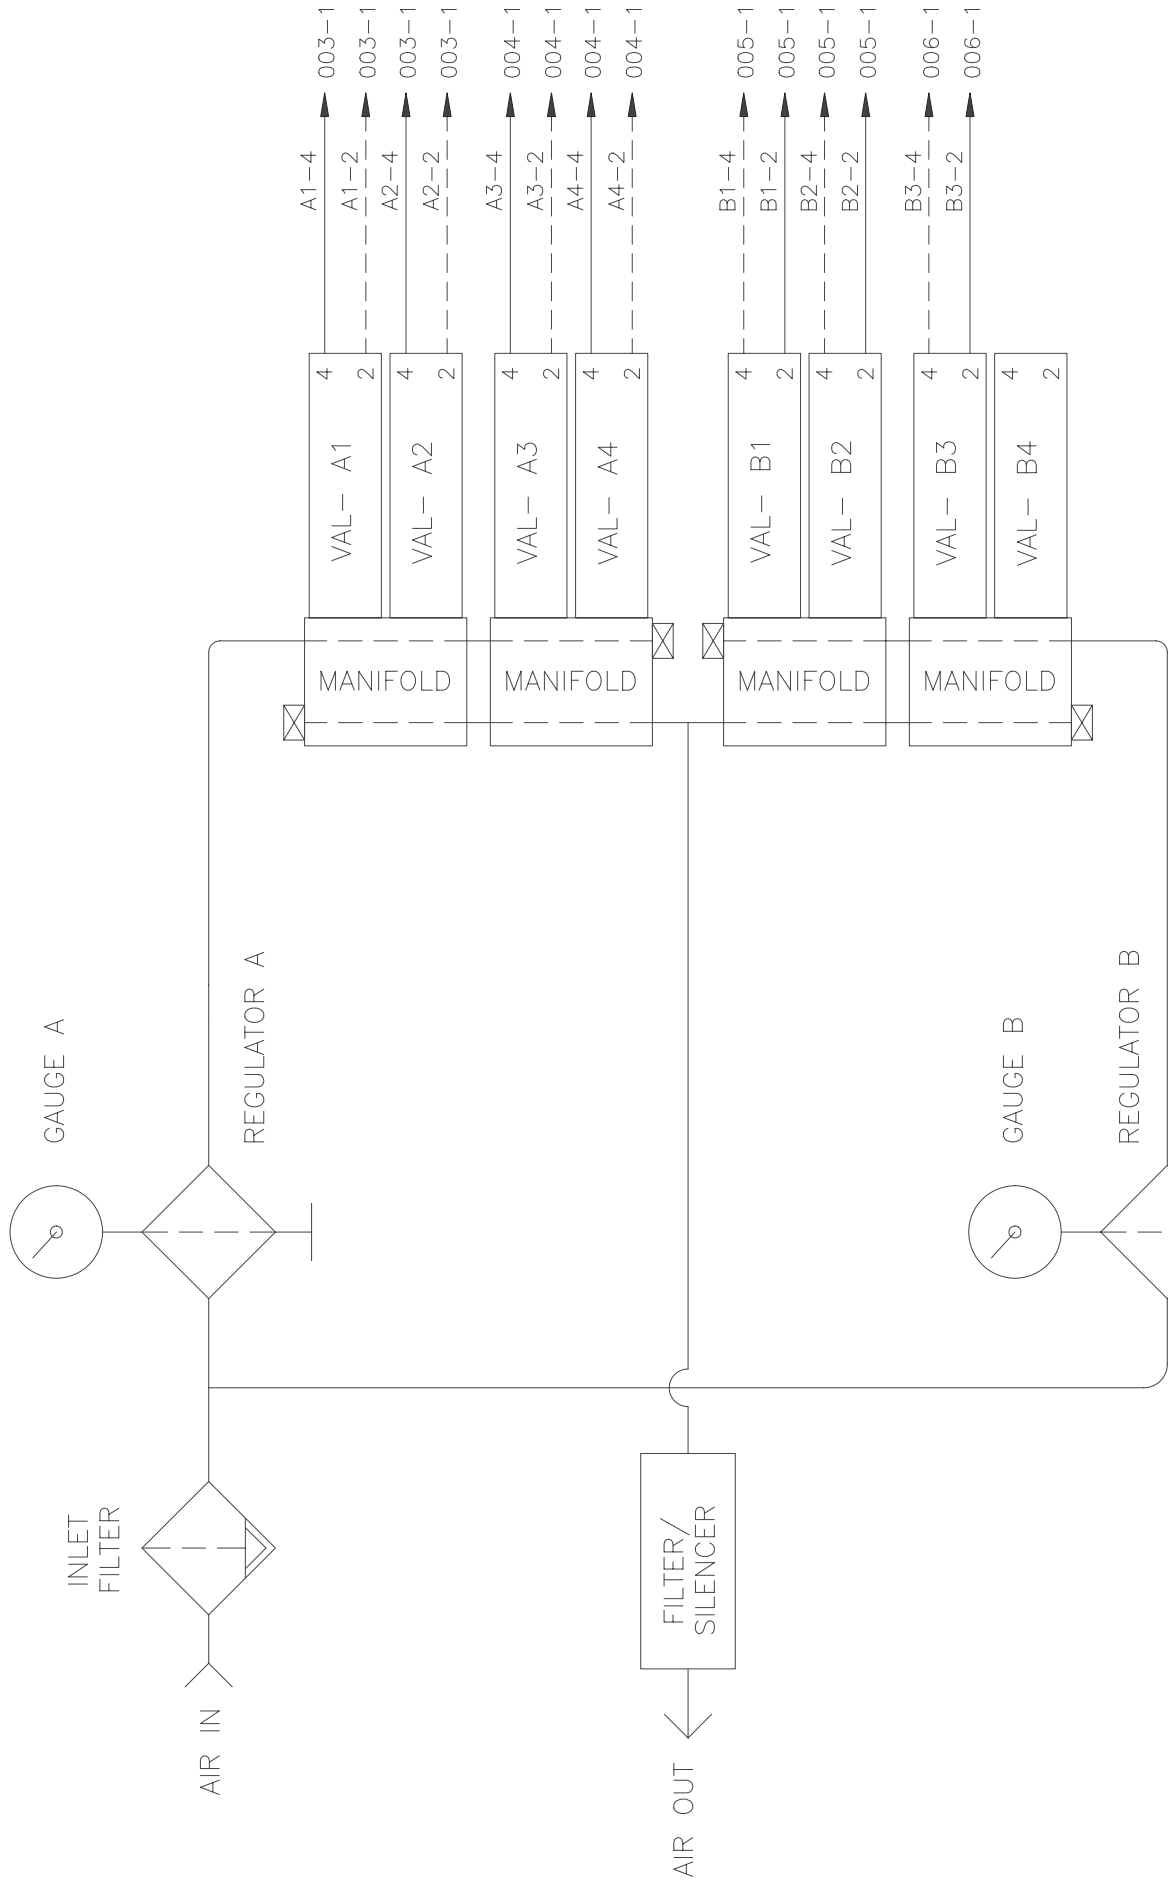 A1-4 003-1
A1-2 003-1
A2-4 003-1
A2-2 003-1
A3-4 004-1
A3-2 004-1
A4-4 004-1
A4-2 004-1
B1-4 005-1
B1-2 005-1
B2-4 005-1
B2-2 005-1
B3-4 006-1
B3-2 006-1
4
VAL- A1
2
4
VAL- A2
2
4
VAL- A3
2
4
VAL- A4
2
4
VAL- B1
2
4
VAL- B2
2
4
VAL- B3
2
4
VAL- B4
2
MANIFOLD
MANIFOLD
MANIFOLD
MANIFOLD
GAUGE A
REGULATOR A
GAUGE B
REGULATOR B
INLET
FILTER
FILTER/
SILENCER
AIR IN
AIR OUT